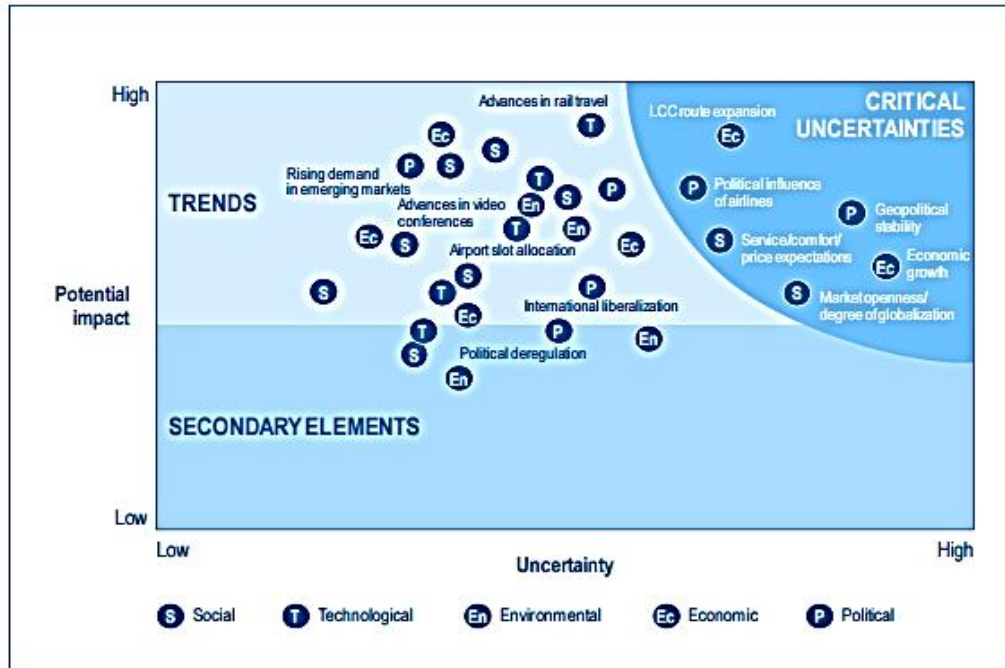 High
Advances in rail travel
T
LCC route expansion
CRITICAL
UNCERTAINTIES
Ec
Ec
S
P
S
Rising demand
in emerging markets
T
S
P
P
Political influence
of airlines
TRENDS
En
Advances in video
conferences
T
En
P
Geopolitical
stability
Ec
S
Ec
S
Service/comfort/
price expectations
Airport slot allocation
S
Ec
Economic
growth
Potential
impact
S
T
P
S
Market openness/
degree of globalization
International liberalization
Ec
T
P
En
S
Political deregulation
En
SECONDARY ELEMENTS
Low
Low
High
Uncertainty
S Social
T Technological
En Environmental
Ec Economic
P Political